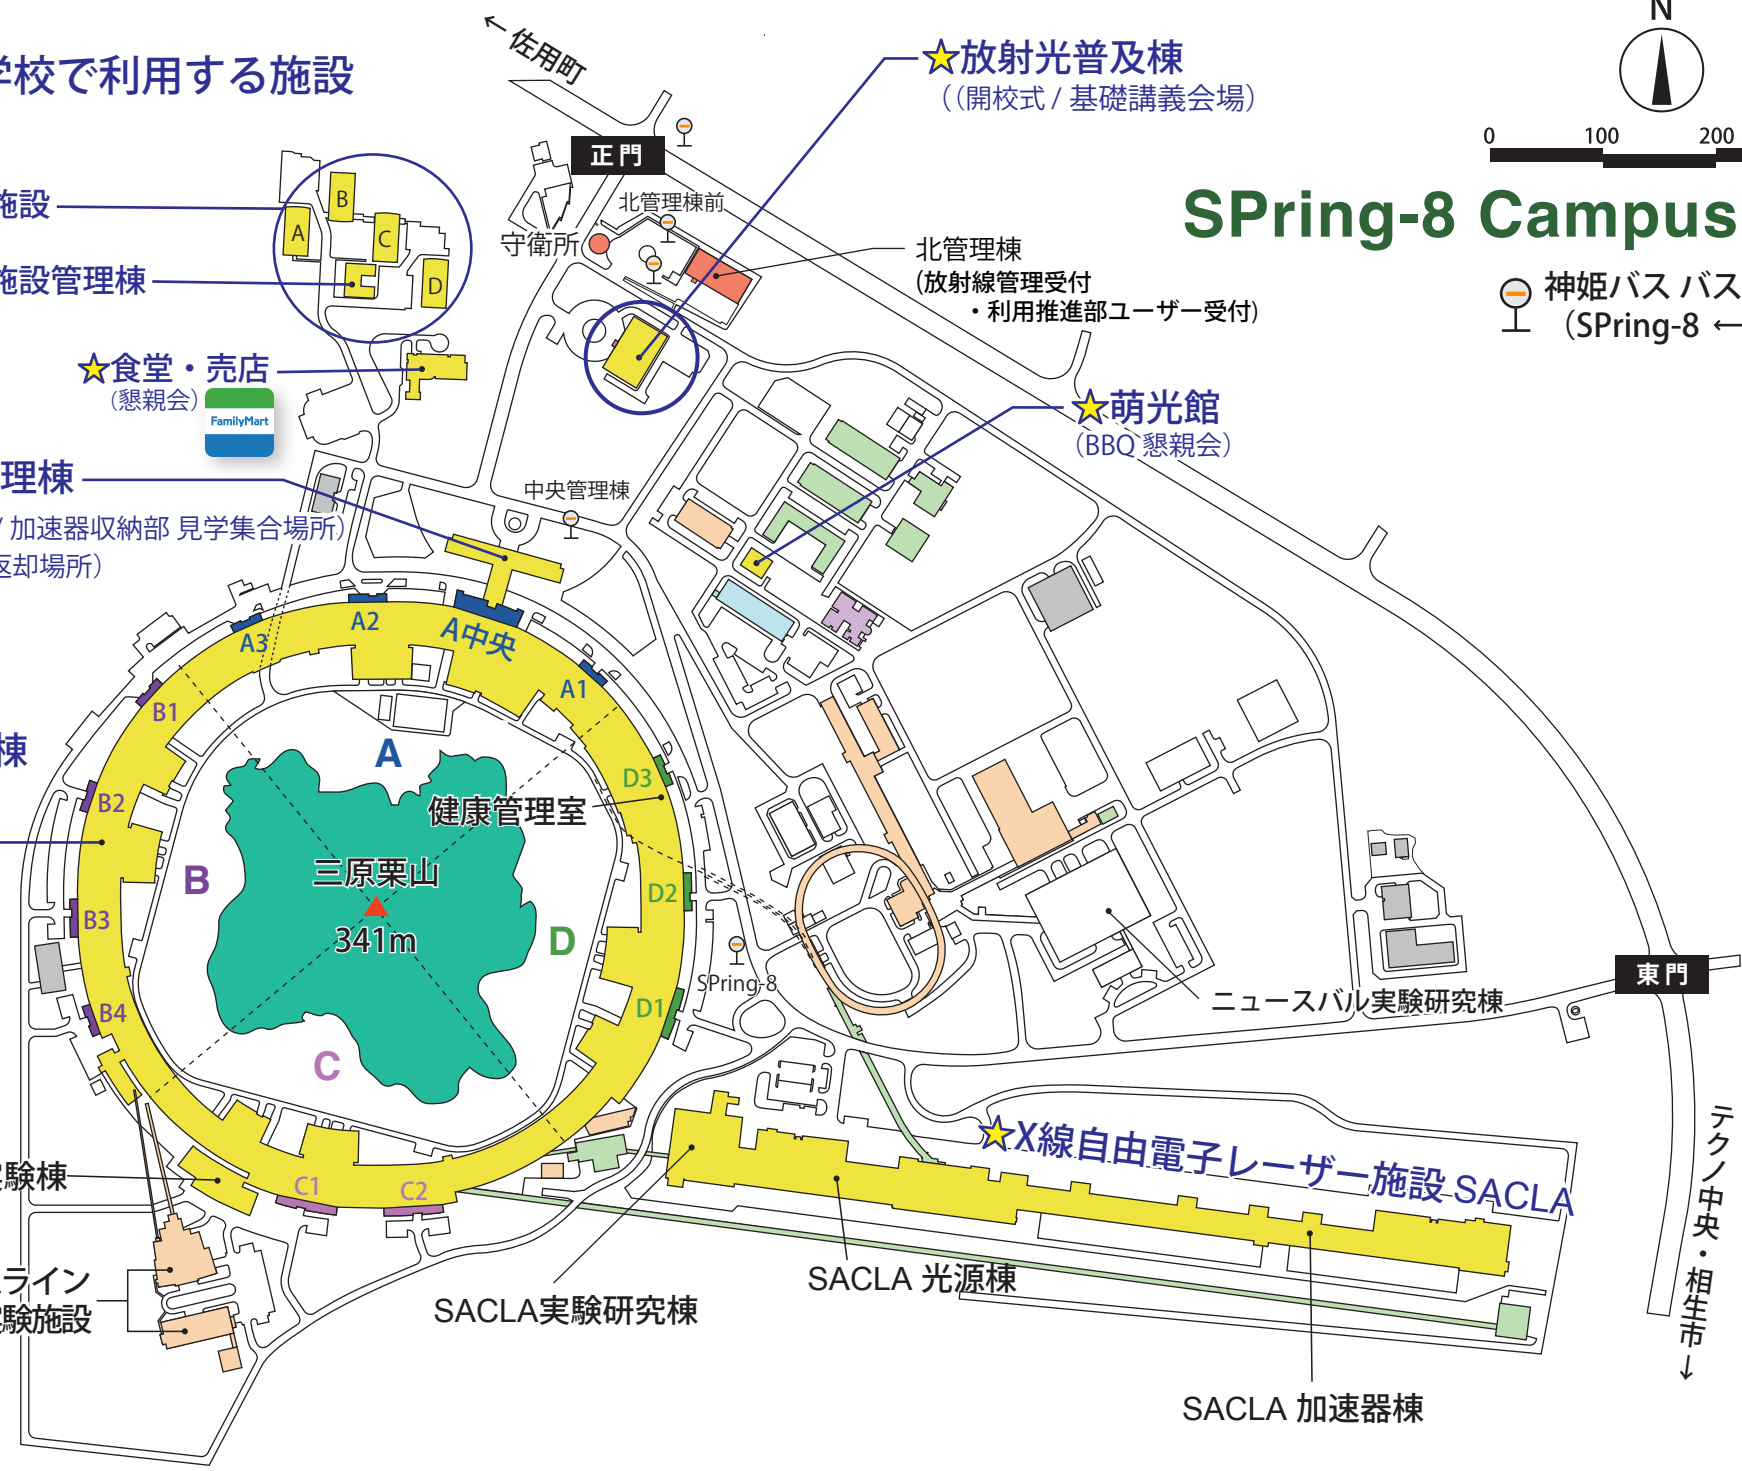 学校で利用する施設
←佐用町
正門
★放射光普及棟
((開校式 / 基礎講義会場)
N
0 100 200
SPring-8 Campus
神姫バス バス
(SPring-8 ←
施設
施設管理棟
A
B
C
D
守衛所
北管理棟前
北管理棟
(放射線管理受付
・利用推進部ユーザー受付)
★食堂・売店
(懇親会)
FamilyMart
★萌光館
(BBQ 懇親会)
理棟
/ 加速器収納部 見学集合場所)
返却場所)
中央管理棟
A3
A2
A中央
A1
B1
棟
B2
B3
B4
A
B
C
D
D3
D2
D1
健康管理室
三原栗山
341m
SPring-8
ニュースバル実験研究棟
東門
C1
C2
実験棟
ライン
実験施設
★X線自由電子レーザー施設 SACLA
SACLA実験研究棟
SACLA 光源棟
SACLA 加速器棟
テクノ中央・相生市→